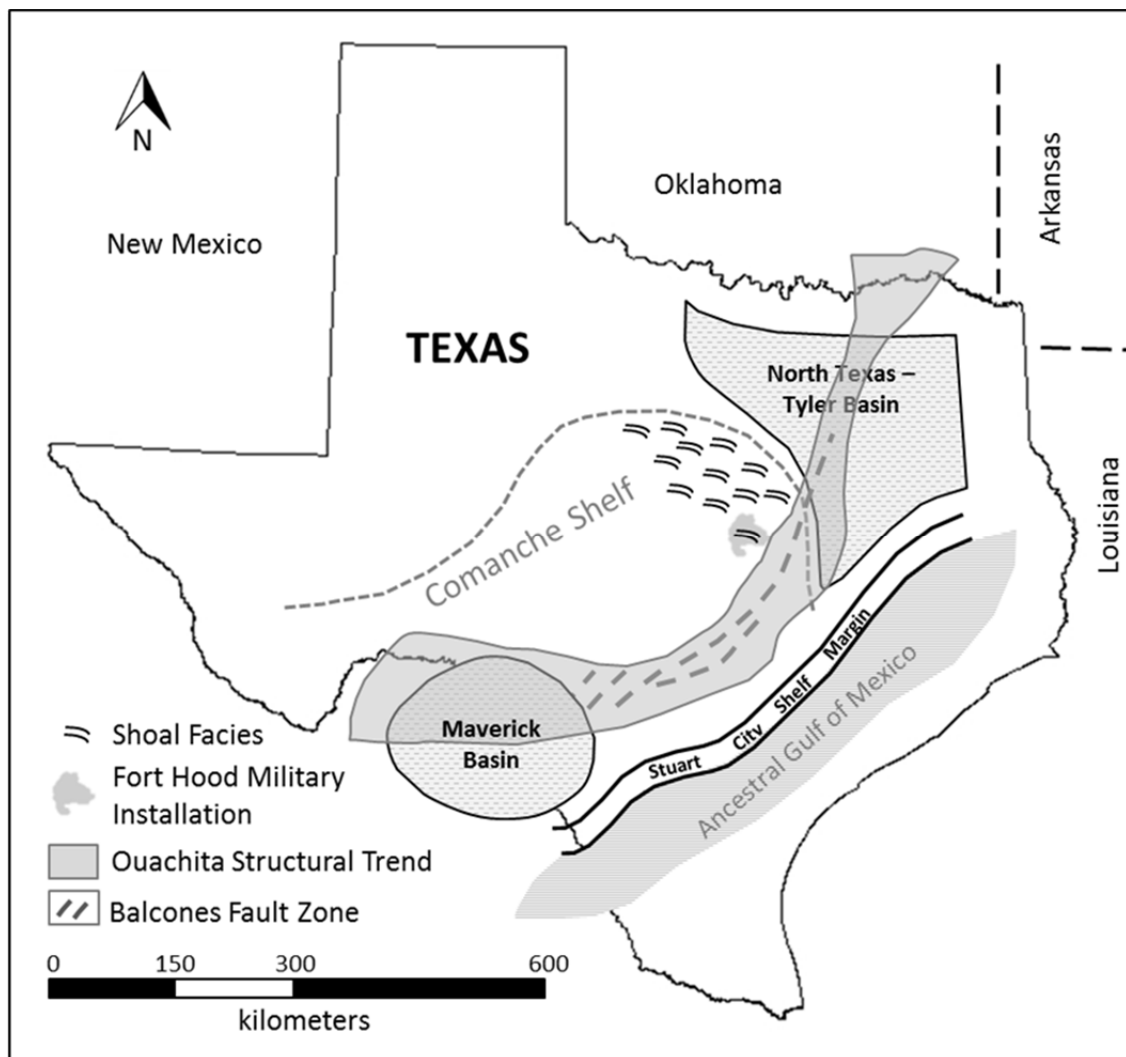 N
New Mexico
Oklahoma
Arkansas
TEXAS
North Texas –
Tyler Basin
Louisiana
Comanche Shelf
Maverick
Basin
Stuart City Shelf Margin
Ancestral Gulf of Mexico
Shoal Facies
Fort Hood Military
Installation
Ouachita Structural Trend
Balcones Fault Zone
0 150 300 600
kilometers